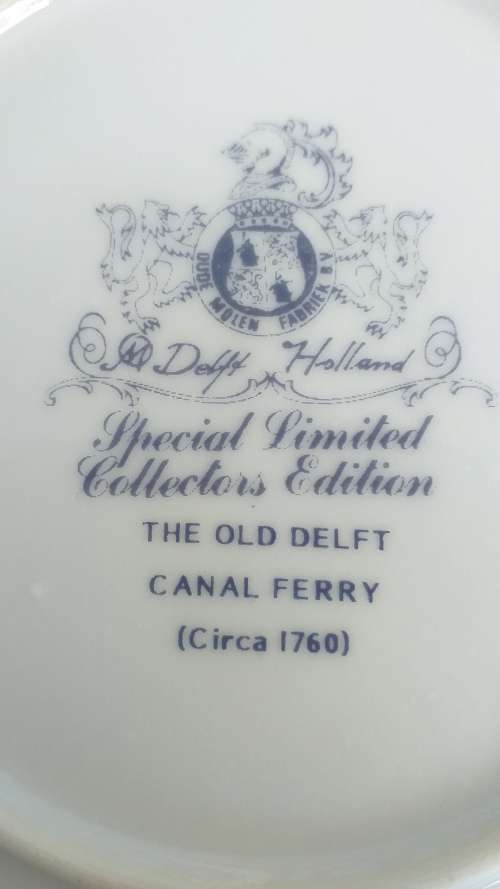 OUDE MOLEN FABRIEK B.V
M Delft Holland
Special Limited
Collectors Edition
THE OLD DELFT
CANAL FERRY
(Circa 1760)